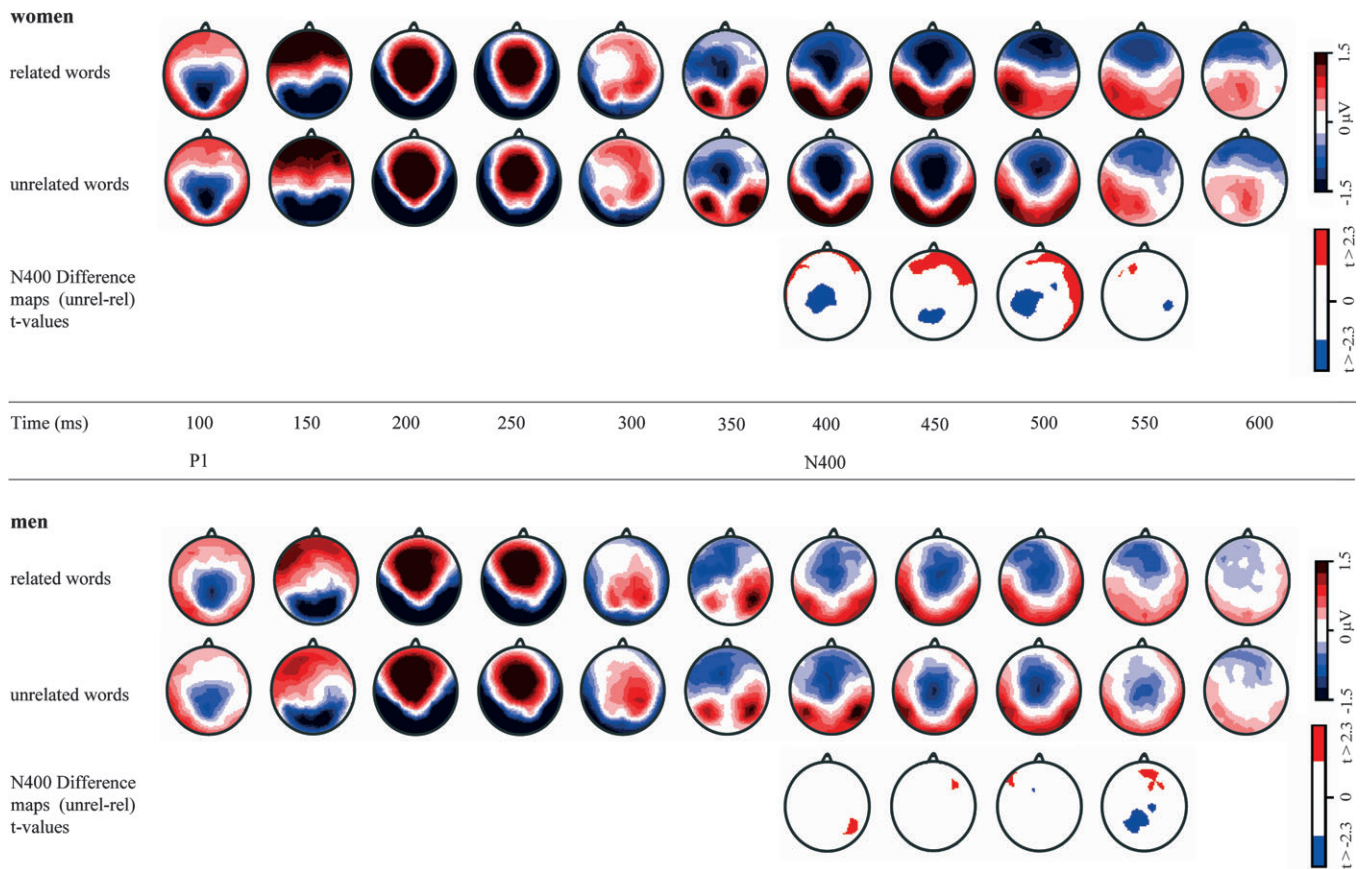 women
related words
unrelated words
N400 Difference
maps (unrel-rel)
t-values
1.5
0 µV
-1.5
t > 2.3
0
t > -2.3
Time (ms) 100 150 200 250 300 350 400 450 500 550 600
P1 N400
men
related words
unrelated words
N400 Difference
maps (unrel-rel)
t-values
1.5
0 µV
-1.5
t > 2.3
0
t > -2.3